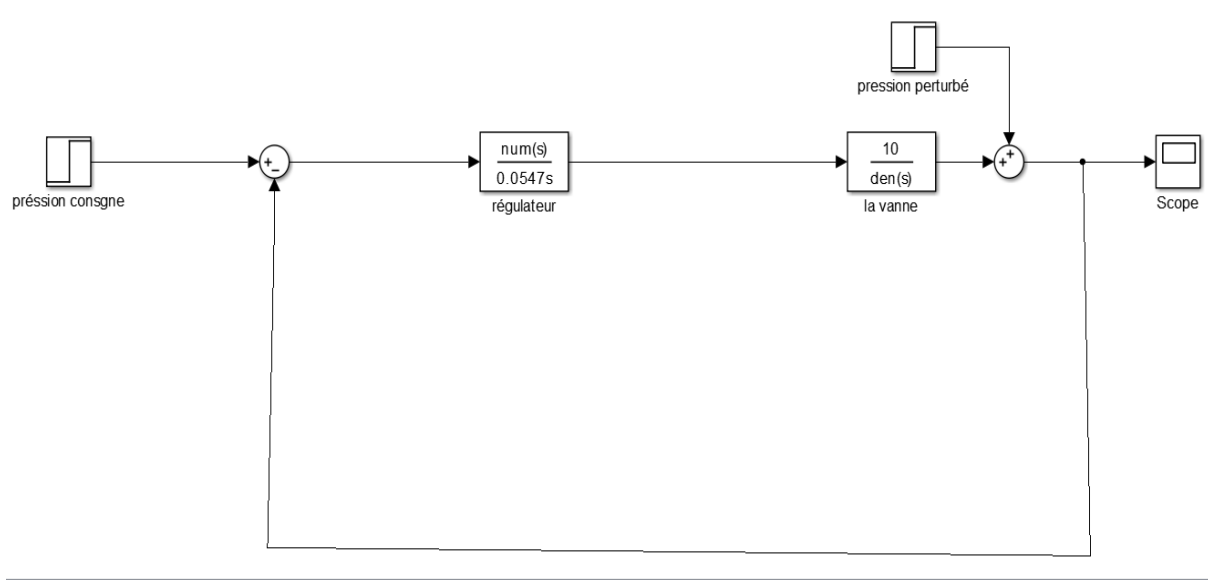 pression perturbé
+
+
préssion consgne
+
−
num(s)
0.0547s
régulateur
10
den(s)
la vanne
Scope